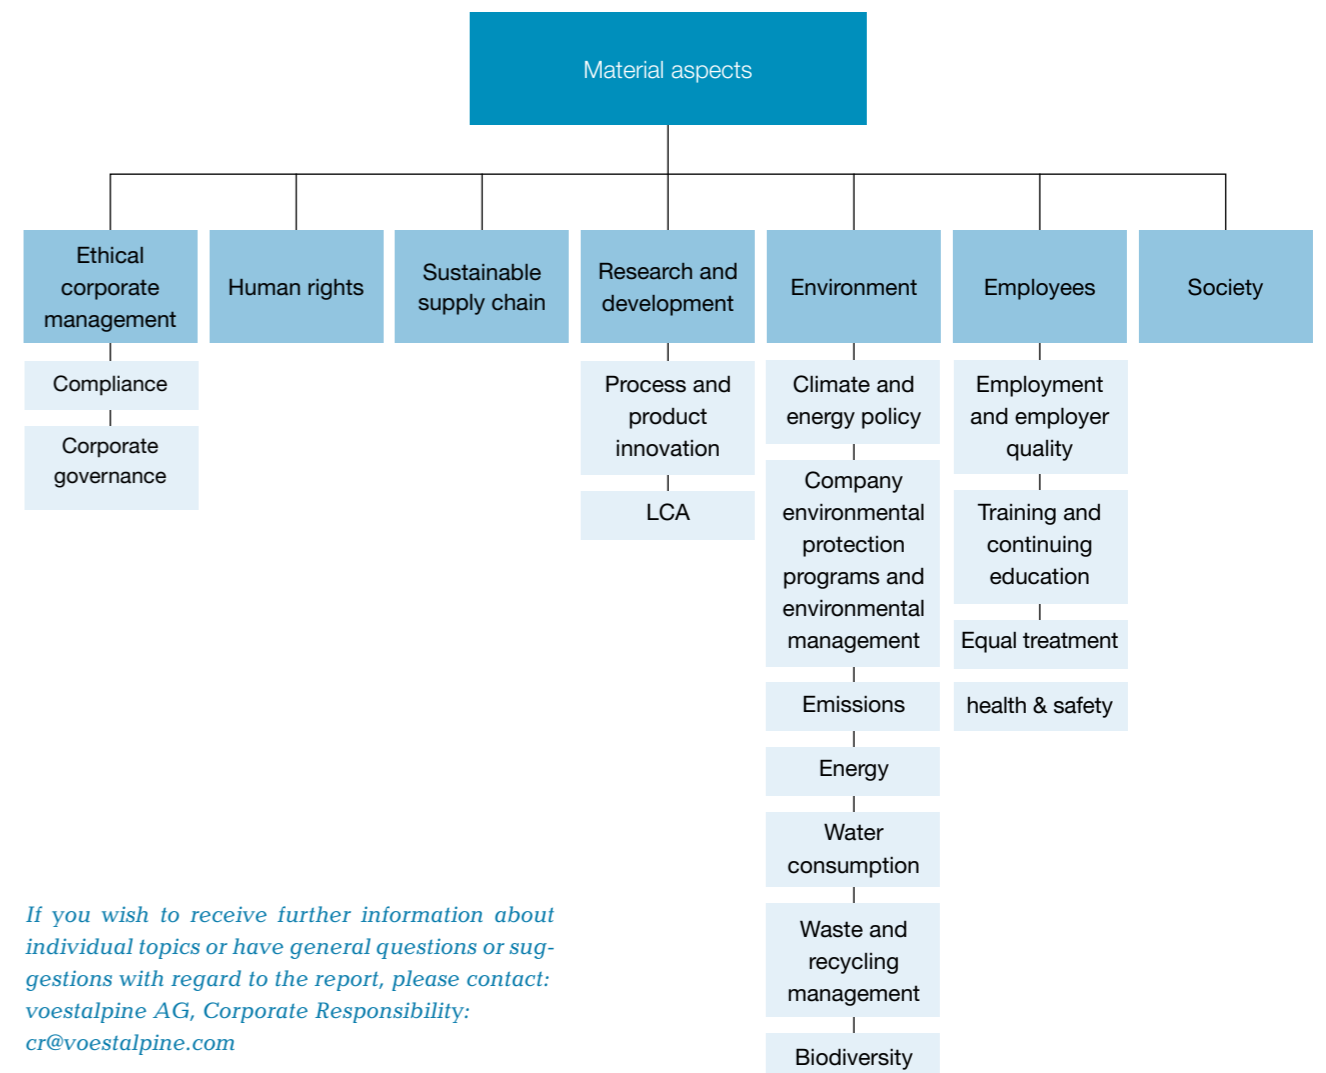 Material aspects
Ethical
corporate
management
Human rights
Sustainable
supply chain
Research and
development
Environment
Employees
Society
Compliance
Corporate
governance
Process and
product
innovation
LCA
Climate and
energy policy
Company
environmental
protection
programs and
environmental
management
Emissions
Energy
Water
consumption
Waste and
recycling
management
Biodiversity
Employment
and employer
quality
Training and
continuing
education
Equal treatment
health & safety
If you wish to receive further information about
individual topics or have general questions or sug-
gestions with regard to the report, please contact:
voestalpine AG, Corporate Responsibility:
cr@voestalpine.com